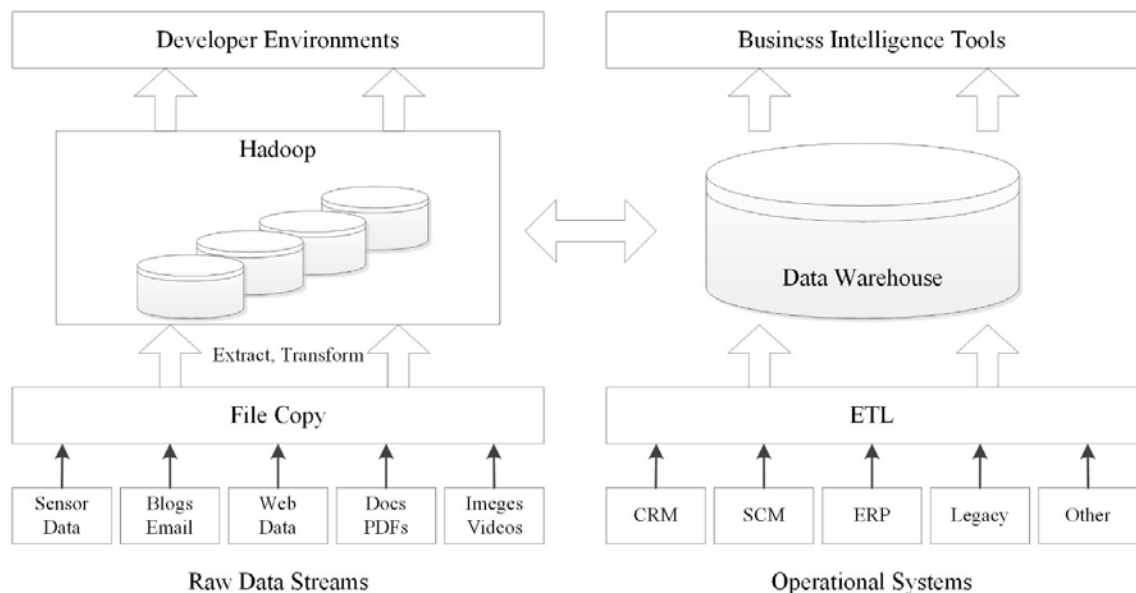 Developer Environments
Business Intelligence Tools
Hadoop
Data Warehouse
Extract, Transform
File Copy
ETL
Sensor
Data
Blogs
Email
Web
Data
Docs
PDFs
Imeges
Videos
CRM
SCM
ERP
Legacy
Other
Raw Data Streams
Operational Systems